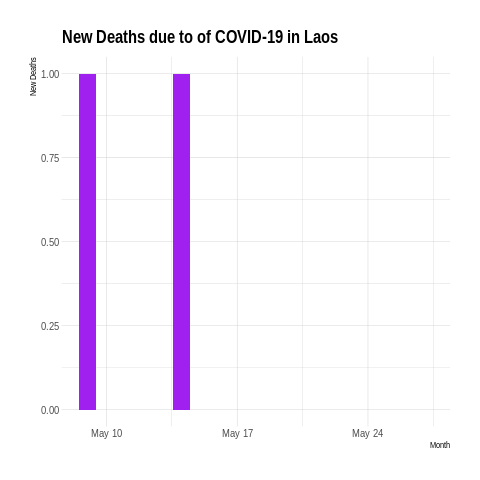 New Deaths due to of COVID-19 in Laos
New Deaths
1.00
0.75
0.50
0.25
0.00
May 10 May 17 May 24
Month